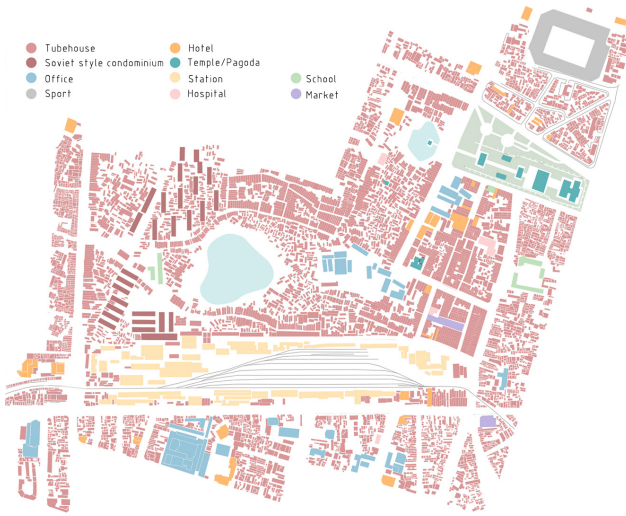 Tubehouse
Soviet style condominium
Office
Sport
Hotel
Temple/Pagoda
Station
Hospital
School
Market